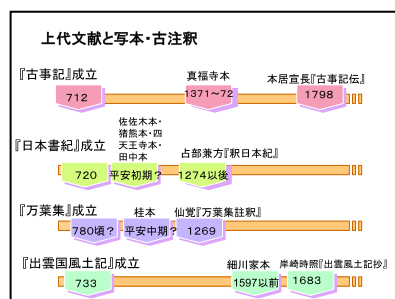 上代文献と写本・古注釈
『古事記』成立
真福寺本
本居宣長『古事記伝』
712
1371～72
1798
佐佐木本・
猪熊本・四
天王寺本・
田中本
『日本書紀』成立
占部兼方『釈日本紀』
720
平安初期？
1274以後
『万葉集』成立
桂本
仙覚『万葉集註釈』
780頃？
平安中期？
1269
『出雲国風土記』成立
細川家本
岸崎時照『出雲風土記抄』
733
1597以前
1683